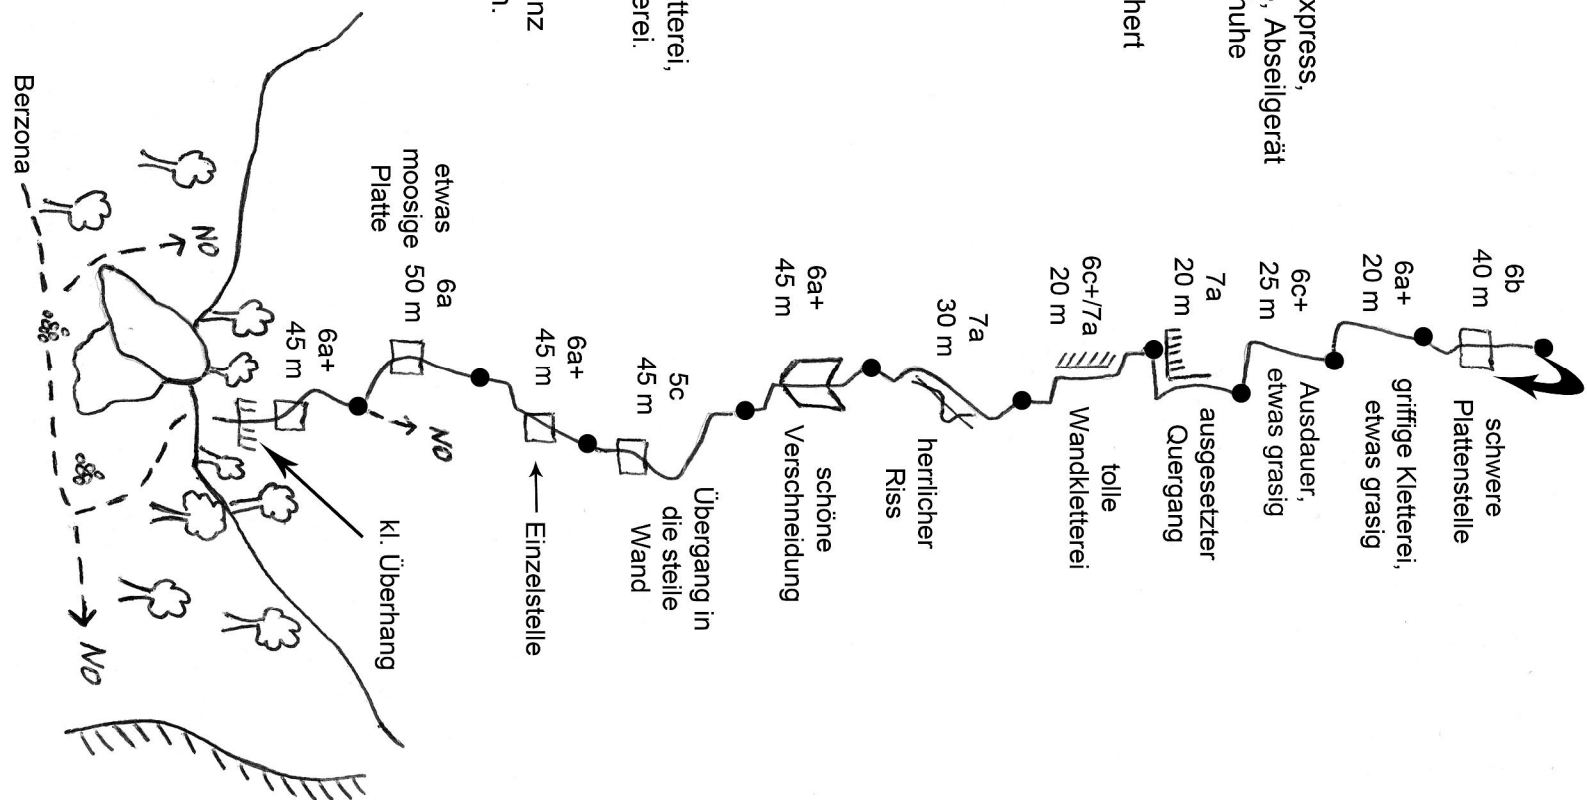 xpress,
, Abseilgerät
huhe
hert
tterei,
erei.
nz
n.
6b
40 m
schwere
Plattenstelle
6a+
20 m
griffige Kletterei,
etwas grasig
6c+
25 m
Ausdauer,
etwas grasig
7a
20 m
ausgesetzter
Quergang
6c+/7a
20 m
tolle
Wandkletterei
7a
30 m
herrlicher
Riss
6a+
45 m
schöne
Verschneidung
5c
45 m
Übergang in
die steile
Wand
6a+
45 m
Einzelstelle
etwas
moosige
Platte
6a
50 m
NO
6a+
45 m
kl. Überhang
NO
Berzona
NO